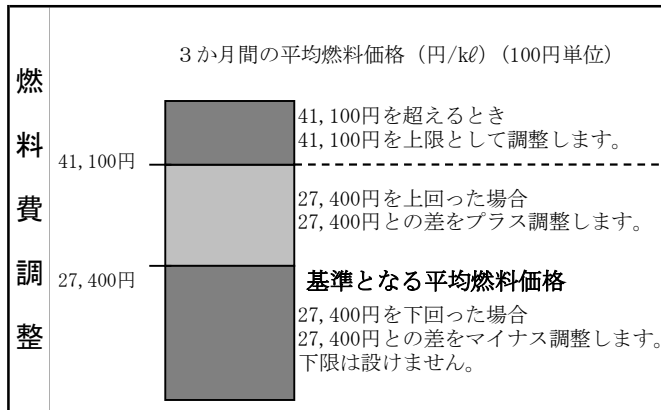 燃料費調整
3か月間の平均燃料価格（円/kℓ）(100円単位)
41,100円を超えるとき
41,100円を上限として調整します。
41,100円
27,400円を上回った場合
27,400円との差をプラス調整します。
27,400円
基準となる平均燃料価格
27,400円を下回った場合
27,400円との差をマイナス調整します。
下限は設けません。